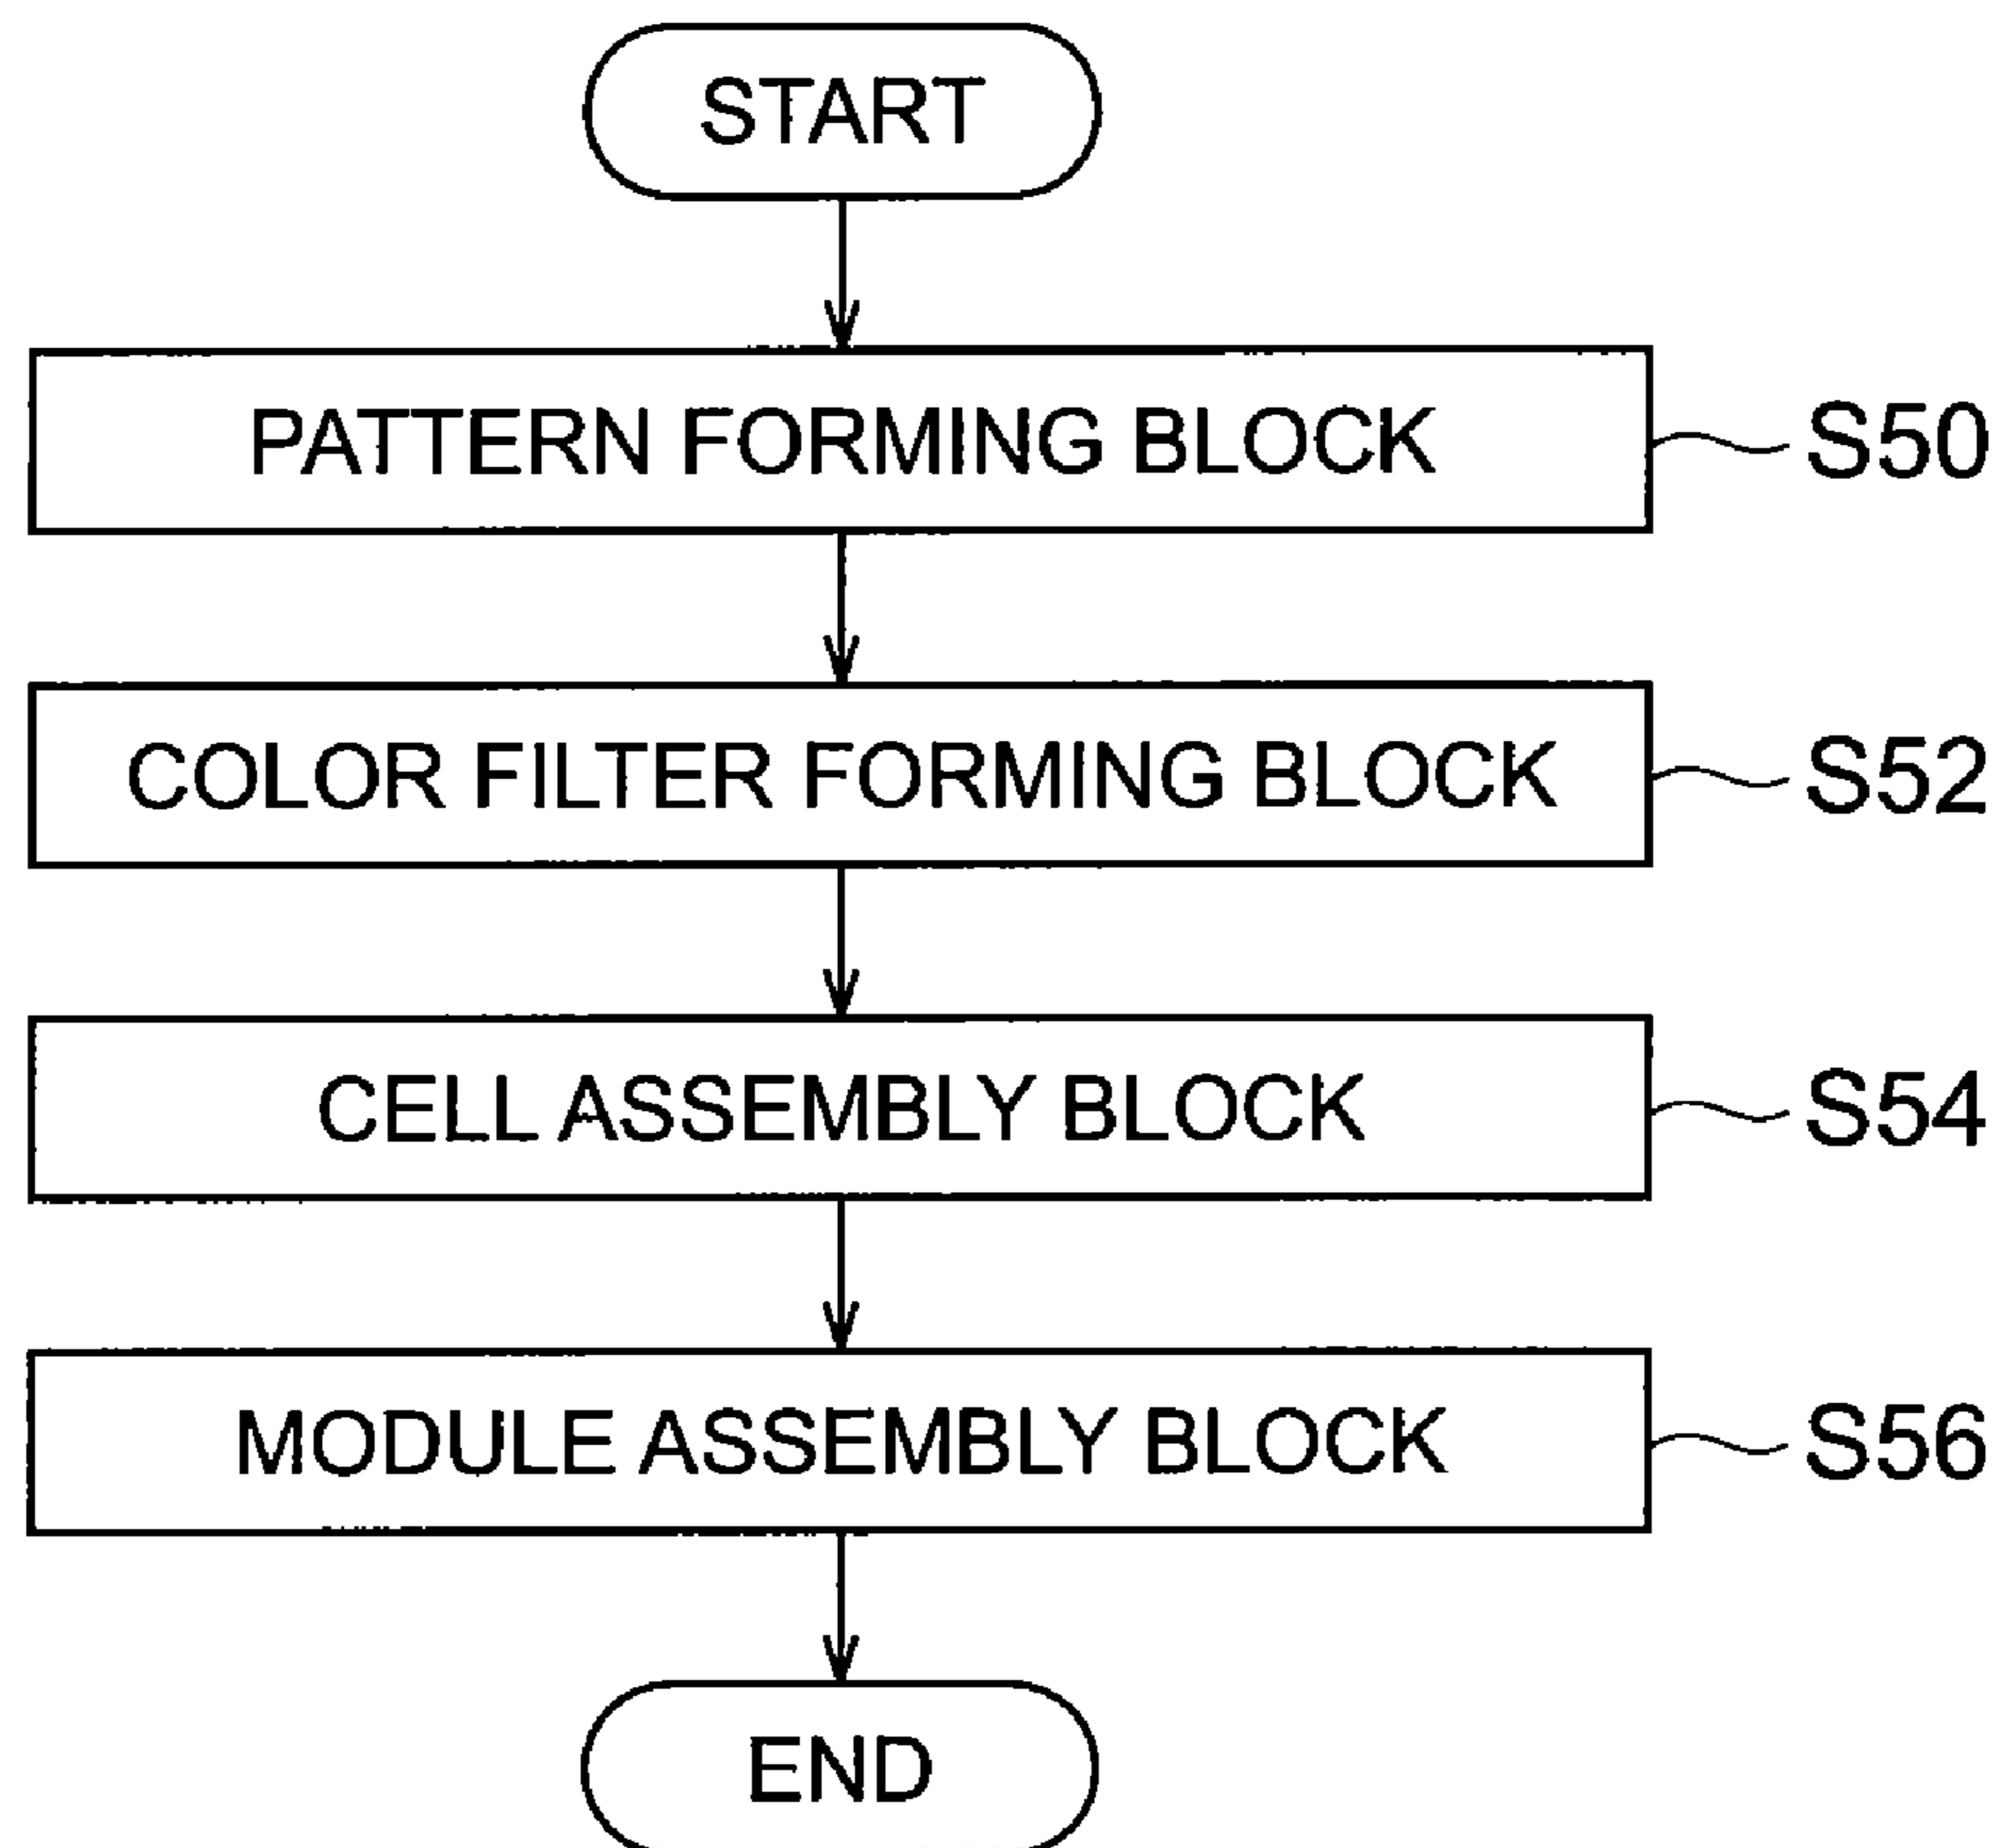 START
PATTERN FORMING BLOCK S50
COLOR FILTER FORMING BLOCK S52
CELL ASSEMBLY BLOCK S54
MODULE ASSEMBLY BLOCK S56
END